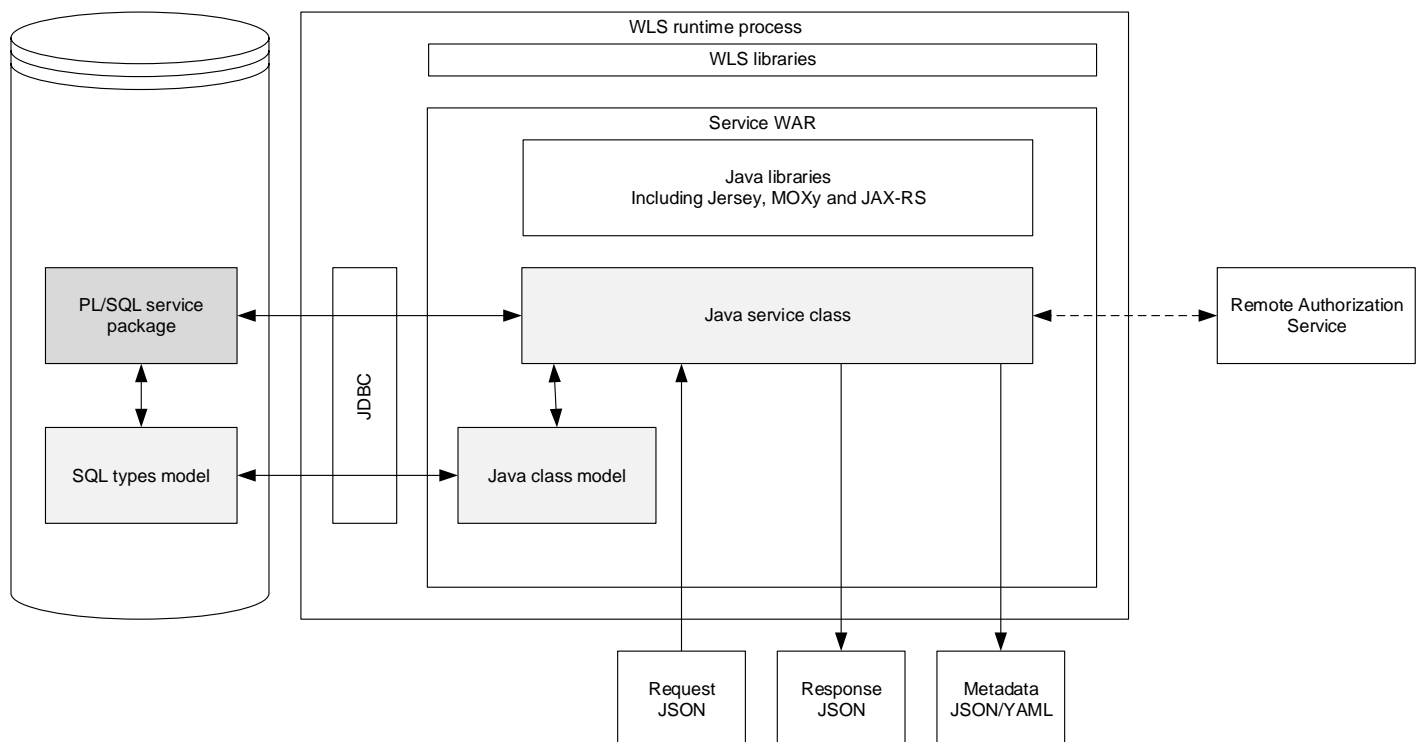 WLS runtime process
WLS libraries
Service WAR
Java libraries
Including Jersey, MOXy and JAX-RS
PL/SQL service
package
JDBC
Java service class
Remote Authorization
Service
SQL types model
Java class model
Request
JSON
Response
JSON
Metadata
JSON/YAML